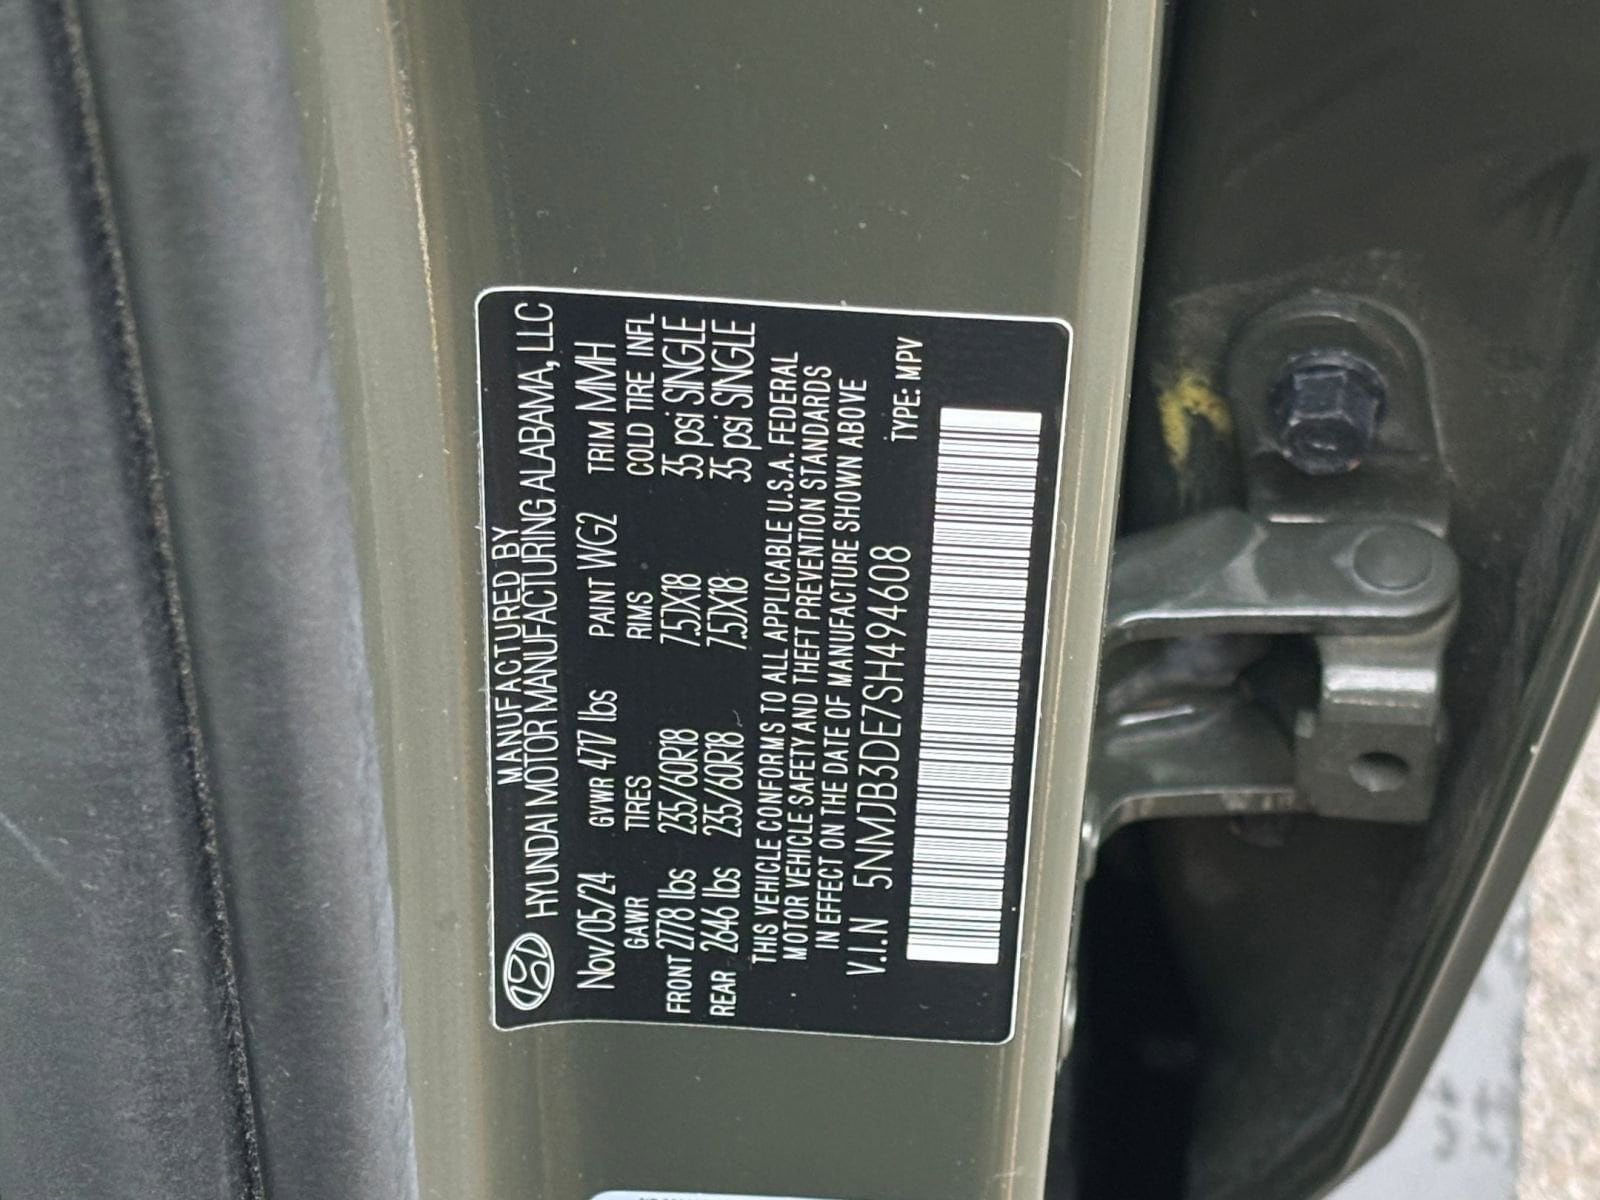 MANUFACTURED BY
HYUNDAI MOTOR MANUFACTURING ALABAMA, LLC
Nov/05/24 GVWR 4717 lbs PAINT WG2 TRIM MMH
GAWR TIRES RIMS COLD TIRE INFL
FRONT 2778 lbs 235/60R18 7.5JX18 35 psi SINGLE
REAR 2646 lbs 235/60R18 7.5JX18 35 psi SINGLE
THIS VEHICLE CONFORMS TO ALL APPLICABLE U.S.A. FEDERAL
MOTOR VEHICLE SAFETY AND THEFT PREVENTION STANDARDS
IN EFFECT ON THE DATE OF MANUFACTURE SHOWN ABOVE
V.I.N 5NMJB3DE7SH494608 TYPE: MPV